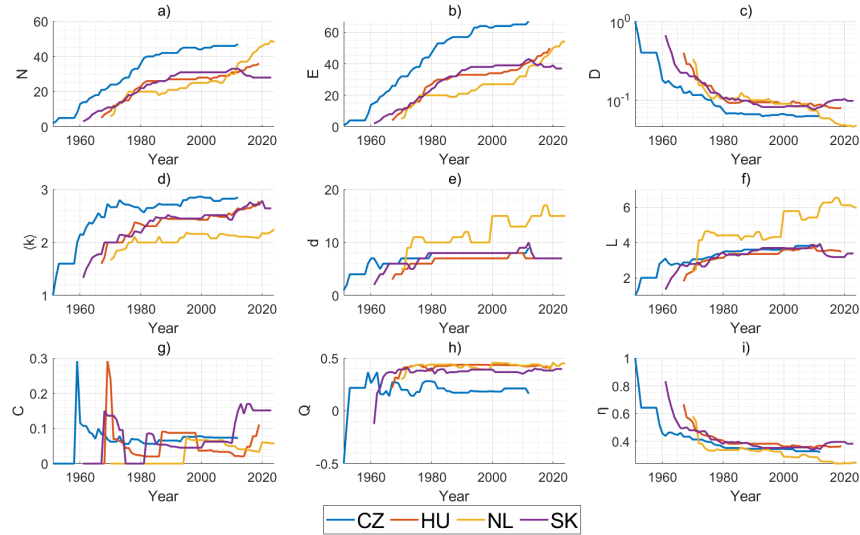 a) b) c)
60
40
20
0
N
1960 1980 2000 2020
Year
60
40
20
0
E
1960 1980 2000 2020
Year
10^0
10^-1
D
1960 1980 2000 2020
Year
d) e) f)
3
2
1
⟨k⟩
1960 1980 2000 2020
Year
20
10
0
d
1960 1980 2000 2020
Year
6
4
2
L
1960 1980 2000 2020
Year
g) h) i)
0.3
0.2
0.1
0
C
1960 1980 2000 2020
Year
0.5
0
-0.5
Q
1960 1980 2000 2020
Year
1
0.8
0.6
0.4
η
1960 1980 2000 2020
Year
CZ HU NL SK